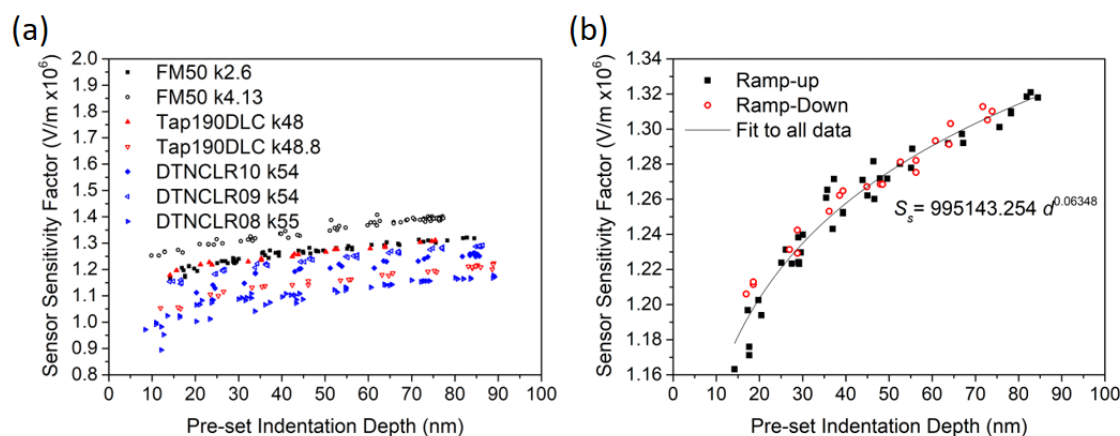 (a)
Sensor Sensitivity Factor (V/m x10⁶)
2.0
1.9
1.8
1.7
1.6
1.5
1.4
1.3
1.2
1.1
1.0
0.9
0.8
FM50 k2.6
FM50 k4.13
Tap190DLC k48
Tap190DLC k48.8
DTNCLR10 k54
DTNCLR09 k54
DTNCLR08 k55
0 10 20 30 40 50 60 70 80 90 100
Pre-set Indentation Depth (nm)
(b)
Sensor Sensitivity Factor (V/m x10⁶)
1.34
1.32
1.30
1.28
1.26
1.24
1.22
1.20
1.18
1.16
Ramp-up
Ramp-Down
Fit to all data
Sₛ = 995143.254 d^0.06348
0 10 20 30 40 50 60 70 80 90 100
Pre-set Indentation Depth (nm)